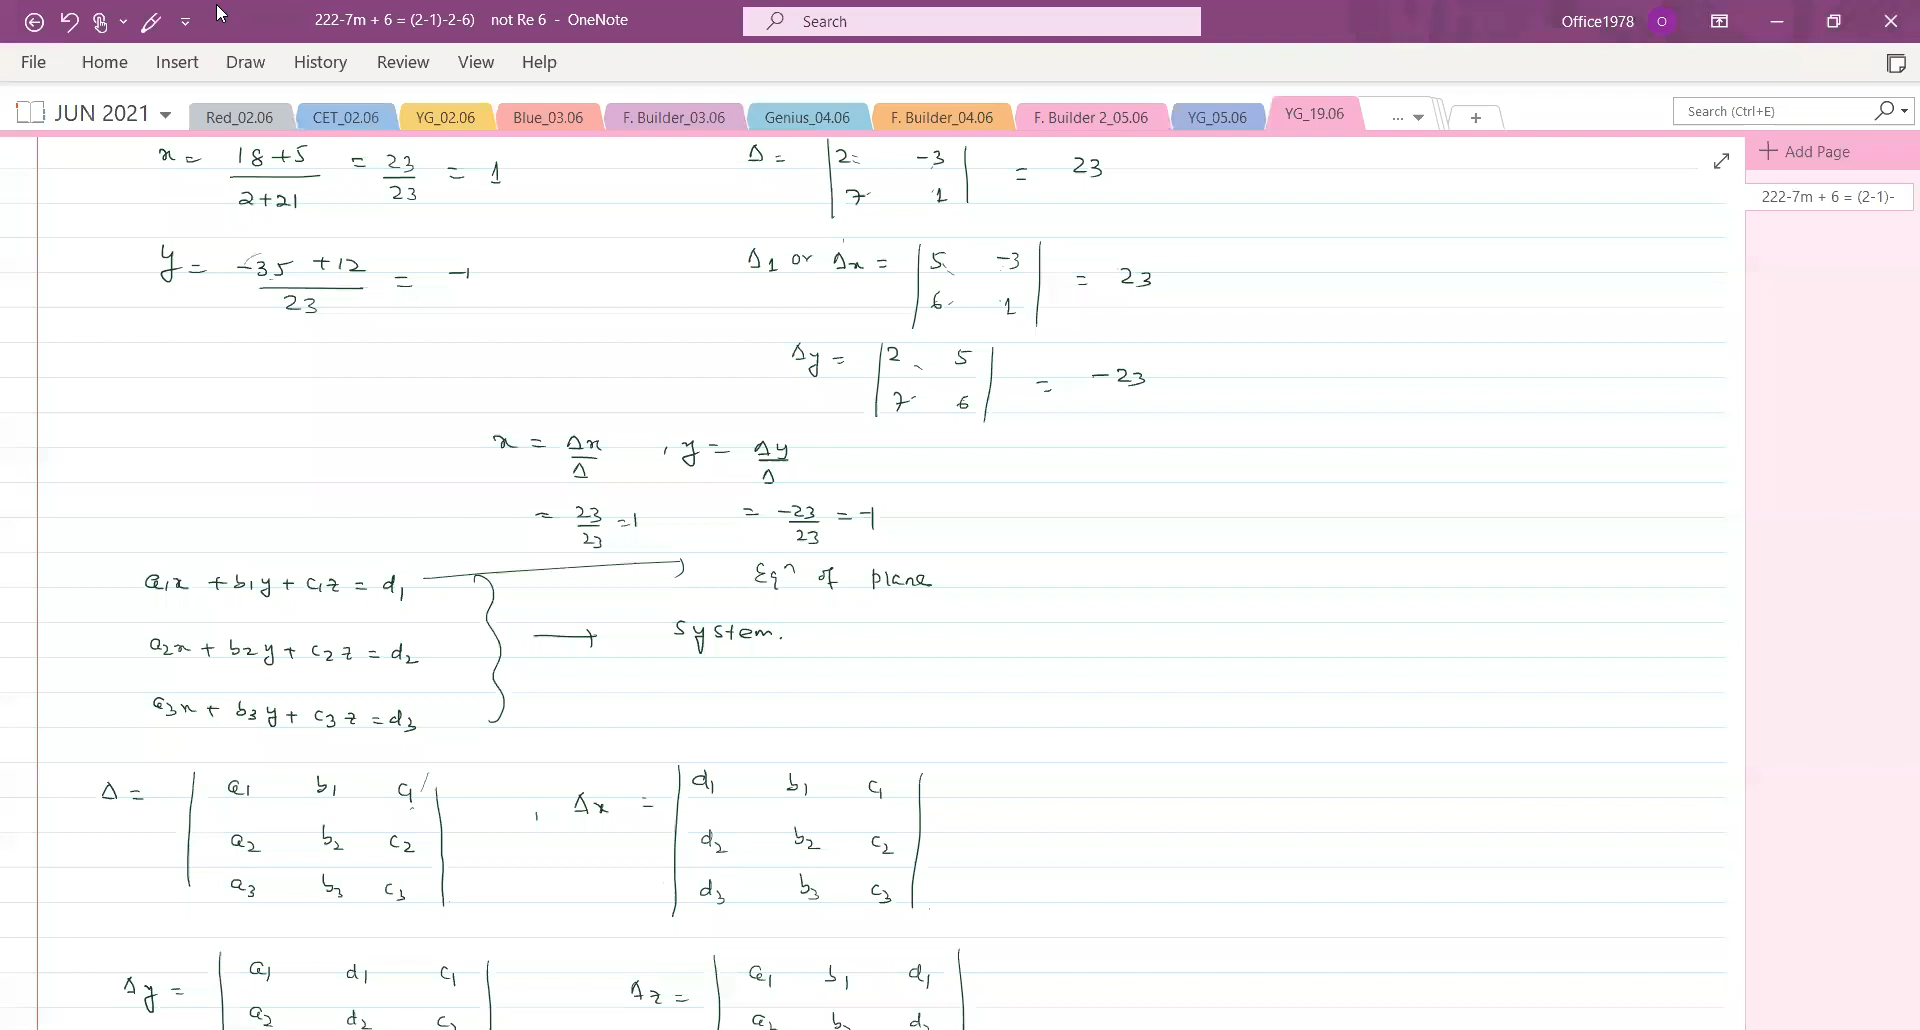 222-7m + 6 = (2-1)-2-6) not Re 6 - OneNote
Search
Office1978
O
File Home Insert Draw History Review View Help
JUN 2021
Red_02.06 CET_02.06 YG_02.06 Blue_03.06 F. Builder_03.06 Genius_04.06 F. Builder_04.06 F. Builder 2_05.06 YG_05.06 YG_19.06 ... +
Search (Ctrl+E)
Add Page
222-7m + 6 = (2-1)-
x = (18+5)/(2+21) = 23/23 = 1
Δ = |2 -3; 7 1| = 23
y = (-35 +12)/23 = -1
Δ1 or Δx = |5 -3; 6 1| = 23
Δy = |2 5; 7 6| = -23
x = Δx/Δ , y = Δy/Δ
= 23/23 = 1 = -23/23 = -1
a1x + b1y + c1z = d1 Eqn of plane
a2x + b2y + c2z = d2 system.
a3x + b3y + c3z = d3
Δ = |a1 b1 c1; a2 b2 c2; a3 b3 c3| , Δx = |d1 b1 c1; d2 b2 c2; d3 b3 c3|
Δy = |a1 d1 c1; a2 d2 c2 Δz = |a1 b1 d1; a2 b2 d2